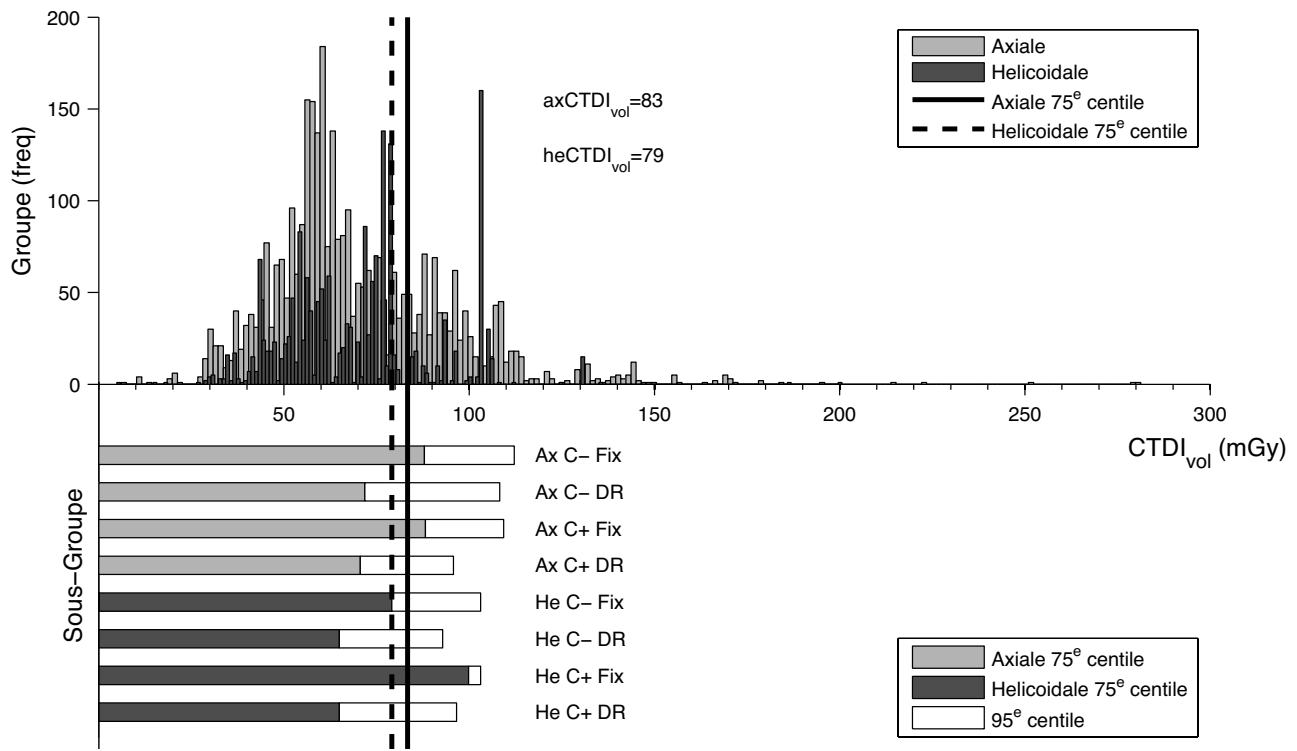 200
150
100
50
0
Groupe (freq)
axCTDIvol=83
heCTDIvol=79
Axiale
Helicoidale
Axiale 75e centile
Helicoidale 75e centile
50 100 150 200 250 300
CTDIvol (mGy)
Sous−Groupe
Ax C− Fix
Ax C− DR
Ax C+ Fix
Ax C+ DR
He C− Fix
He C− DR
He C+ Fix
He C+ DR
Axiale 75e centile
Helicoidale 75e centile
95e centile